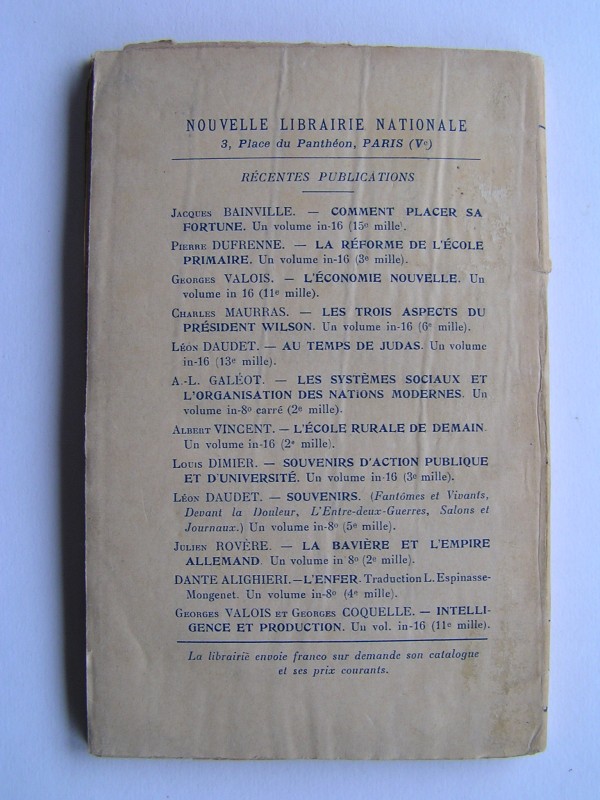 NOUVELLE LIBRAIRIE NATIONALE
3, Place du Panthéon, PARIS (Ve)
RÉCENTES PUBLICATIONS
Jacques BAINVILLE. — COMMENT PLACER SA
FORTUNE. Un volume in-16 (15e mille).
Pierre DUFRENNE. — LA RÉFORME DE L'ÉCOLE
PRIMAIRE. Un volume in-16 (3e mille).
Georges VALOIS. — L'ÉCONOMIE NOUVELLE. Un
volume in 16 (11e mille).
Charles MAURRAS. — LES TROIS ASPECTS DU
PRÉSIDENT WILSON. Un volume in-16 (6e mille).
Léon DAUDET. — AU TEMPS DE JUDAS. Un volume
in-16 (13e mille).
A.-L. GALÉOT. — LES SYSTÈMES SOCIAUX ET
L'ORGANISATION DES NATIONS MODERNES. Un
volume in-8o carré (2e mille).
Albert VINCENT. — L'ÉCOLE RURALE DE DEMAIN.
Un volume in-16 (2e mille).
Louis DIMIER. — SOUVENIRS D'ACTION PUBLIQUE
ET D'UNIVERSITÉ. Un volume in-16 (3e mille).
Léon DAUDET. — SOUVENIRS. (Fantômes et Vivants,
Devant la Douleur, L'Entre-deux-Guerres, Salons et
Journaux.) Un volume in-8o (5e mille).
Julien ROVÈRE. — LA BAVIÈRE ET L'EMPIRE
ALLEMAND. Un volume in 8o (2e mille).
DANTE ALIGHIERI. — L'ENFER. Traduction L. Espinasse-
Mongenet. Un volume in-8o (4e mille).
Georges VALOIS et Georges COQUELLE. — INTELLI-
GENCE ET PRODUCTION. Un vol. in-16 (11e mille).
La librairie envoie franco sur demande son catalogue
et ses prix courants.